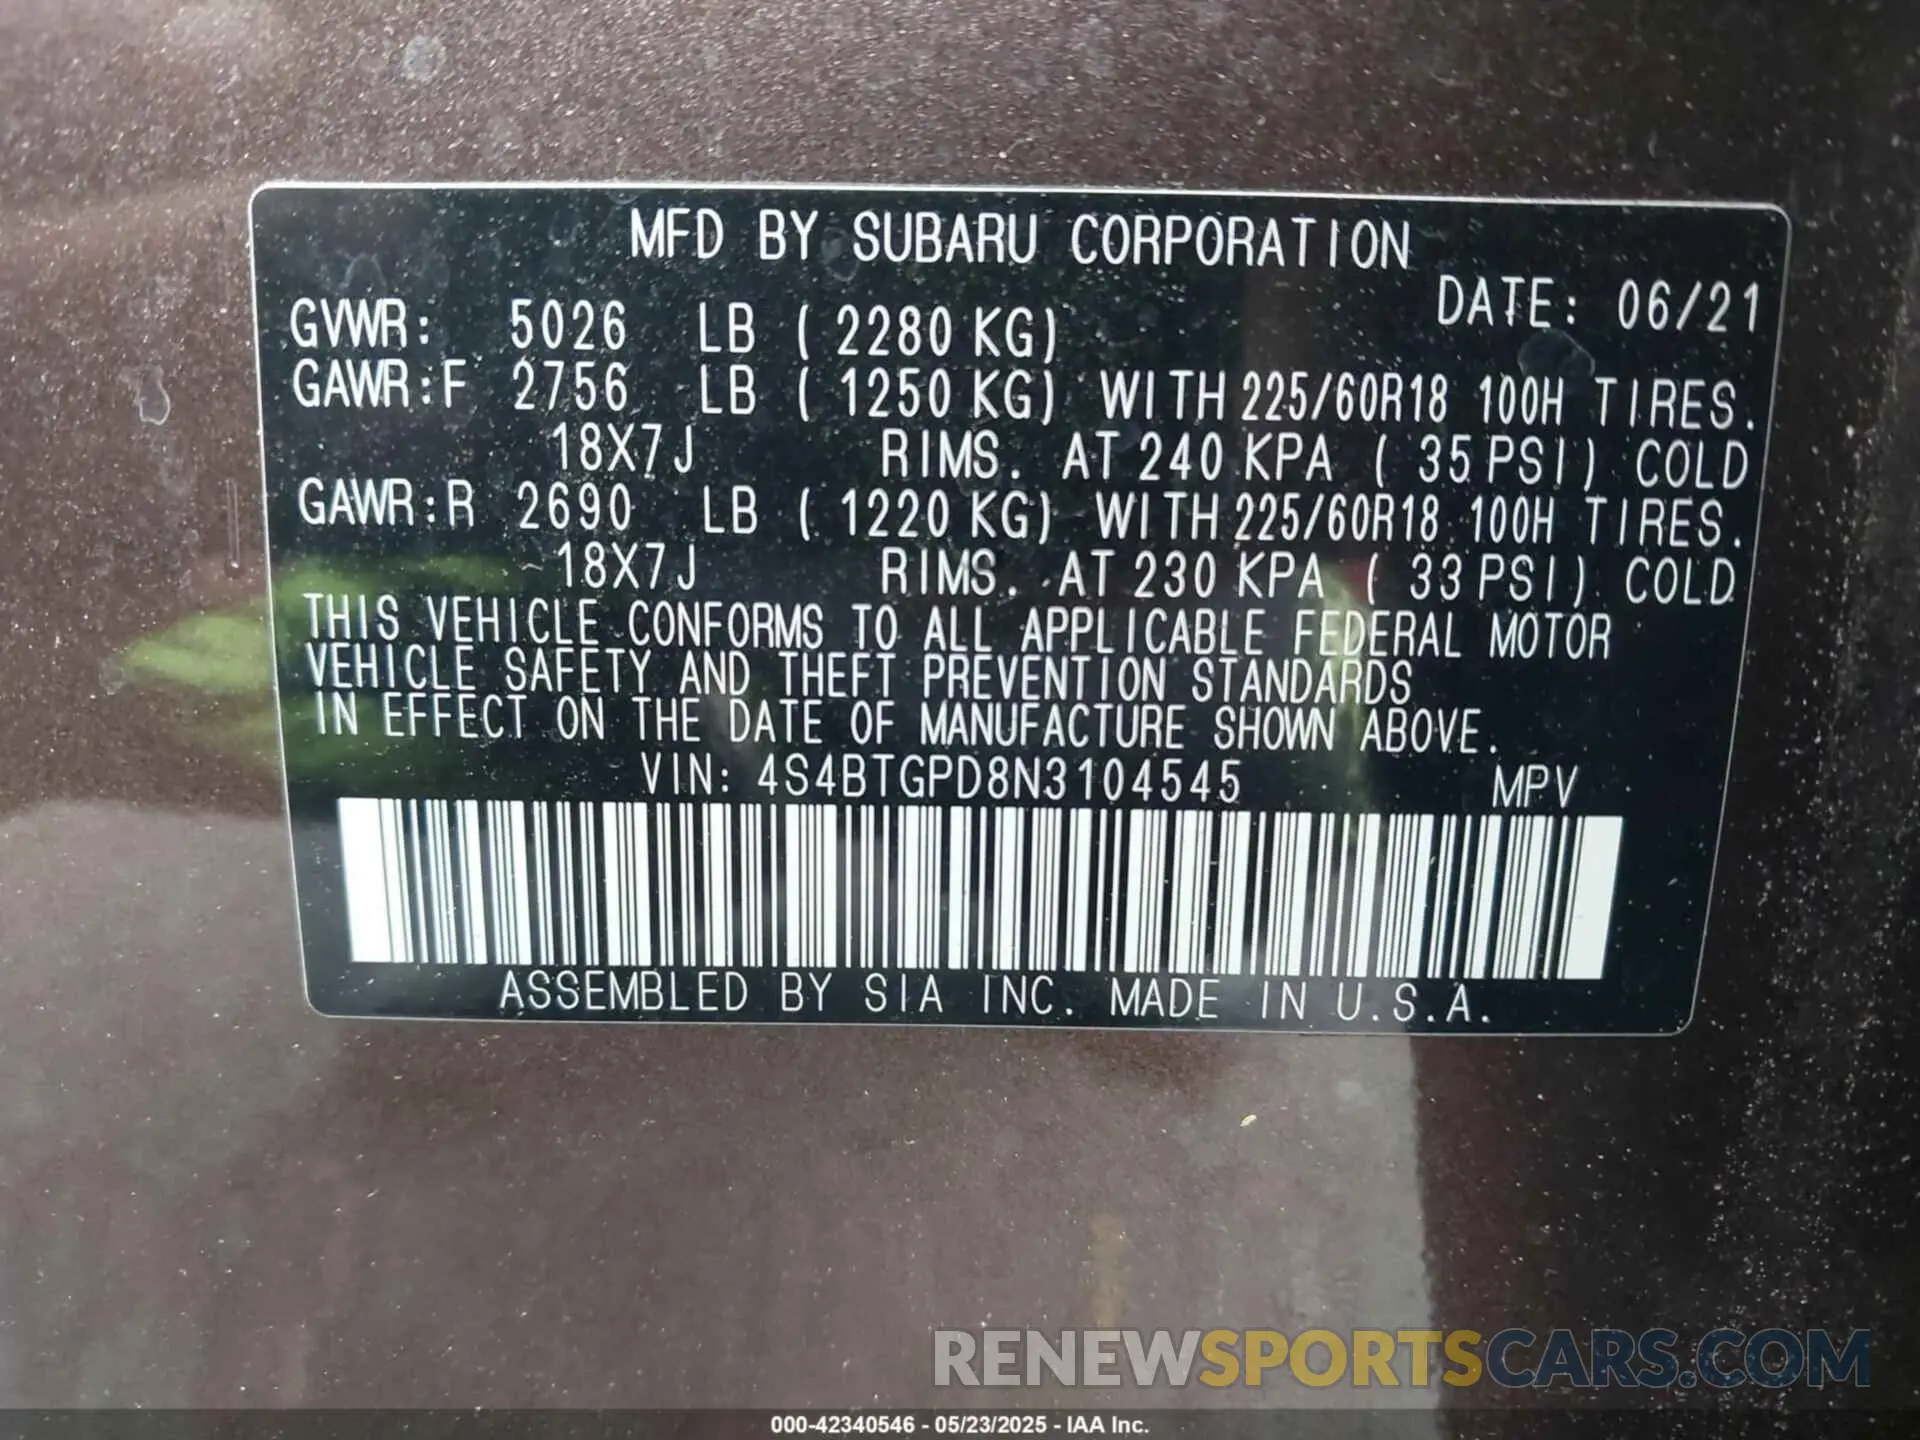 MFD BY SUBARU CORPORATION
DATE: 06/21
GVWR: 5026 LB ( 2280 KG)
GAWR:F 2756 LB ( 1250 KG) WITH 225/60R18 100H TIRES.
18X7J RIMS. AT 240 KPA ( 35 PSI) COLD
GAWR:R 2690 LB ( 1220 KG) WITH 225/60R18 100H TIRES.
18X7J RIMS. AT 230 KPA ( 33 PSI) COLD
THIS VEHICLE CONFORMS TO ALL APPLICABLE FEDERAL MOTOR
VEHICLE SAFETY AND THEFT PREVENTION STANDARDS
IN EFFECT ON THE DATE OF MANUFACTURE SHOWN ABOVE.
VIN: 4S4BTGPD8N3104545 MPV
ASSEMBLED BY SIA INC. MADE IN U.S.A.
RENEWSPORTSCARS.COM
000-42340546 - 05/23/2025 - IAA Inc.